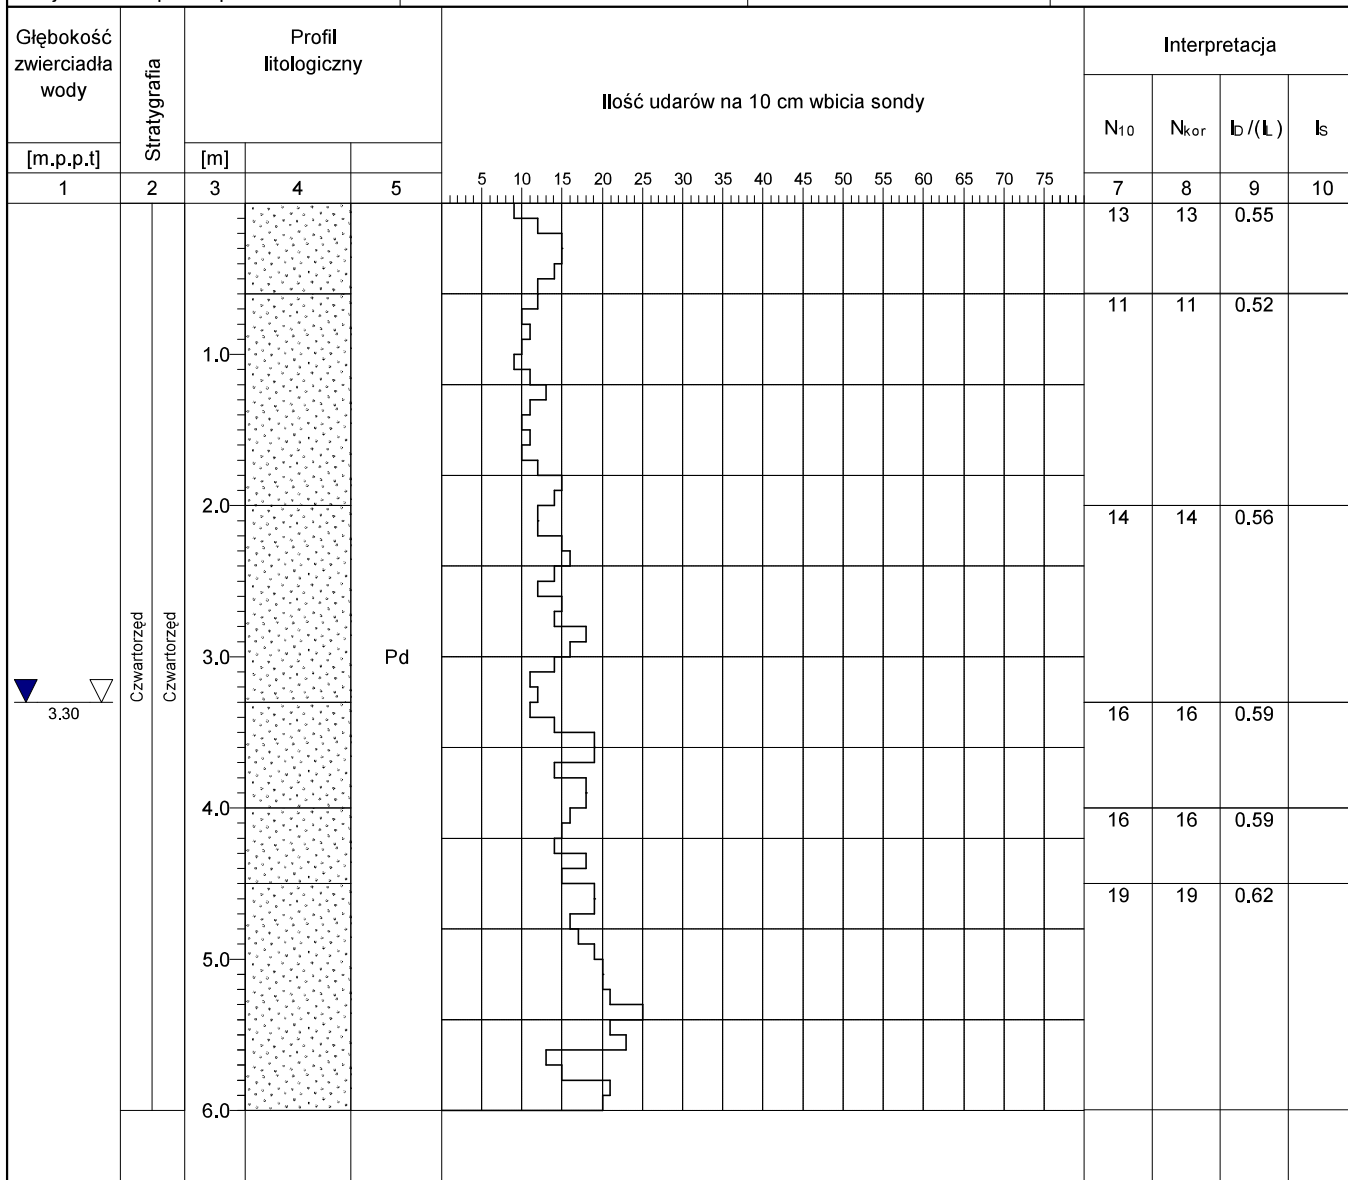 Głębokość
zwierciadła
wody
[m.p.p.t]
Stratygrafia
Profil
litologiczny
[m]
Ilość udarów na 10 cm wbicia sondy
Interpretacja
N10 Nkor ID/(IL) IS
1 2 3 4 5 7 8 9 10
5 10 15 20 25 30 35 40 45 50 55 60 65 70 75
13 13 0.55
11 11 0.52
1.0
2.0
14 14 0.56
Czwartorzęd
Czwartorzęd
3.0
Pd
3.30
16 16 0.59
4.0
16 16 0.59
19 19 0.62
5.0
6.0